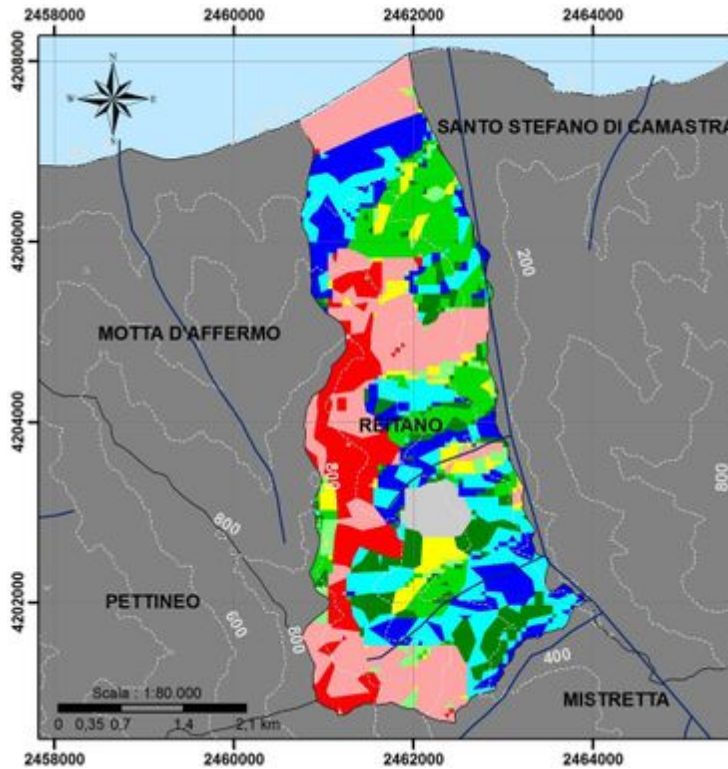 2458000 2460000 2462000 2464000
4208000
N
W E
S
SANTO STEFANO DI CAMASTRA
4206000
200
MOTTA D'AFFERMO
4204000
REITANO
800
800
4202000
PETTINEO
600
800
400
MISTRETTA
Scala : 1:80.000
0 0,35 0,7 1,4 2,1 km
2458000 2460000 2462000 2464000